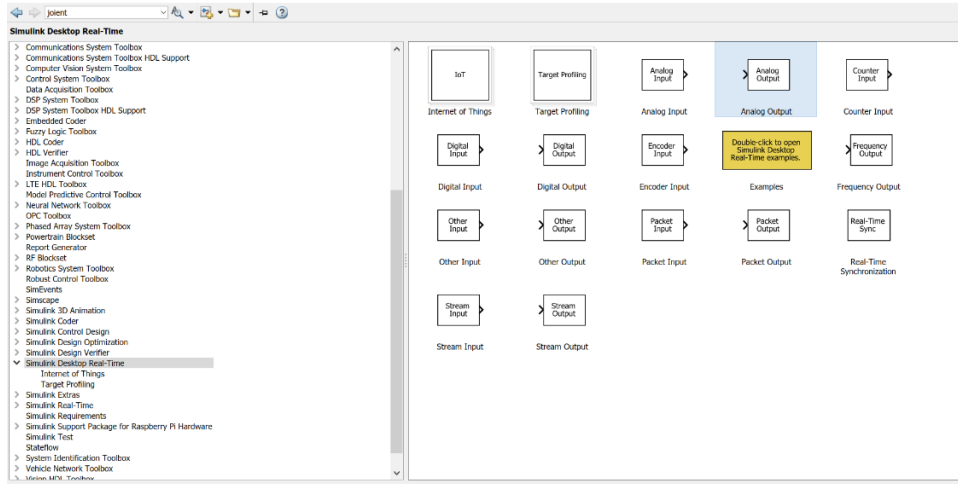 joient
Simulink Desktop Real-Time
Communications System Toolbox
Communications System Toolbox HDL Support
Computer Vision System Toolbox
Control System Toolbox
Data Acquisition Toolbox
DSP System Toolbox
DSP System Toolbox HDL Support
Embedded Coder
Fuzzy Logic Toolbox
HDL Coder
HDL Verifier
Image Acquisition Toolbox
Instrument Control Toolbox
LTE HDL Toolbox
Model Predictive Control Toolbox
Neural Network Toolbox
OPC Toolbox
Phased Array System Toolbox
Powertrain Blockset
Report Generator
RF Blockset
Robotics System Toolbox
Robust Control Toolbox
SimEvents
Simscape
Simulink 3D Animation
Simulink Coder
Simulink Control Design
Simulink Design Optimization
Simulink Design Verifier
Simulink Desktop Real-Time
Internet of Things
Target Profiling
Simulink Extras
Simulink Real-Time
Simulink Requirements
Simulink Support Package for Raspberry Pi Hardware
Simulink Test
Stateflow
System Identification Toolbox
Vehicle Network Toolbox
Vision HDL Toolbox
IoT
Internet of Things
Target Profiling
Target Profiling
Analog
Input
Analog Input
Analog
Output
Analog Output
Counter
Input
Counter Input
Digital
Input
Digital Input
Digital
Output
Digital Output
Encoder
Input
Encoder Input
Double-click to open
Simulink Desktop
Real-Time examples.
Examples
Frequency
Output
Frequency Output
Other
Input
Other Input
Other
Output
Other Output
Packet
Input
Packet Input
Packet
Output
Packet Output
Real-Time
Sync
Real-Time
Synchronization
Stream
Input
Stream Input
Stream
Output
Stream Output